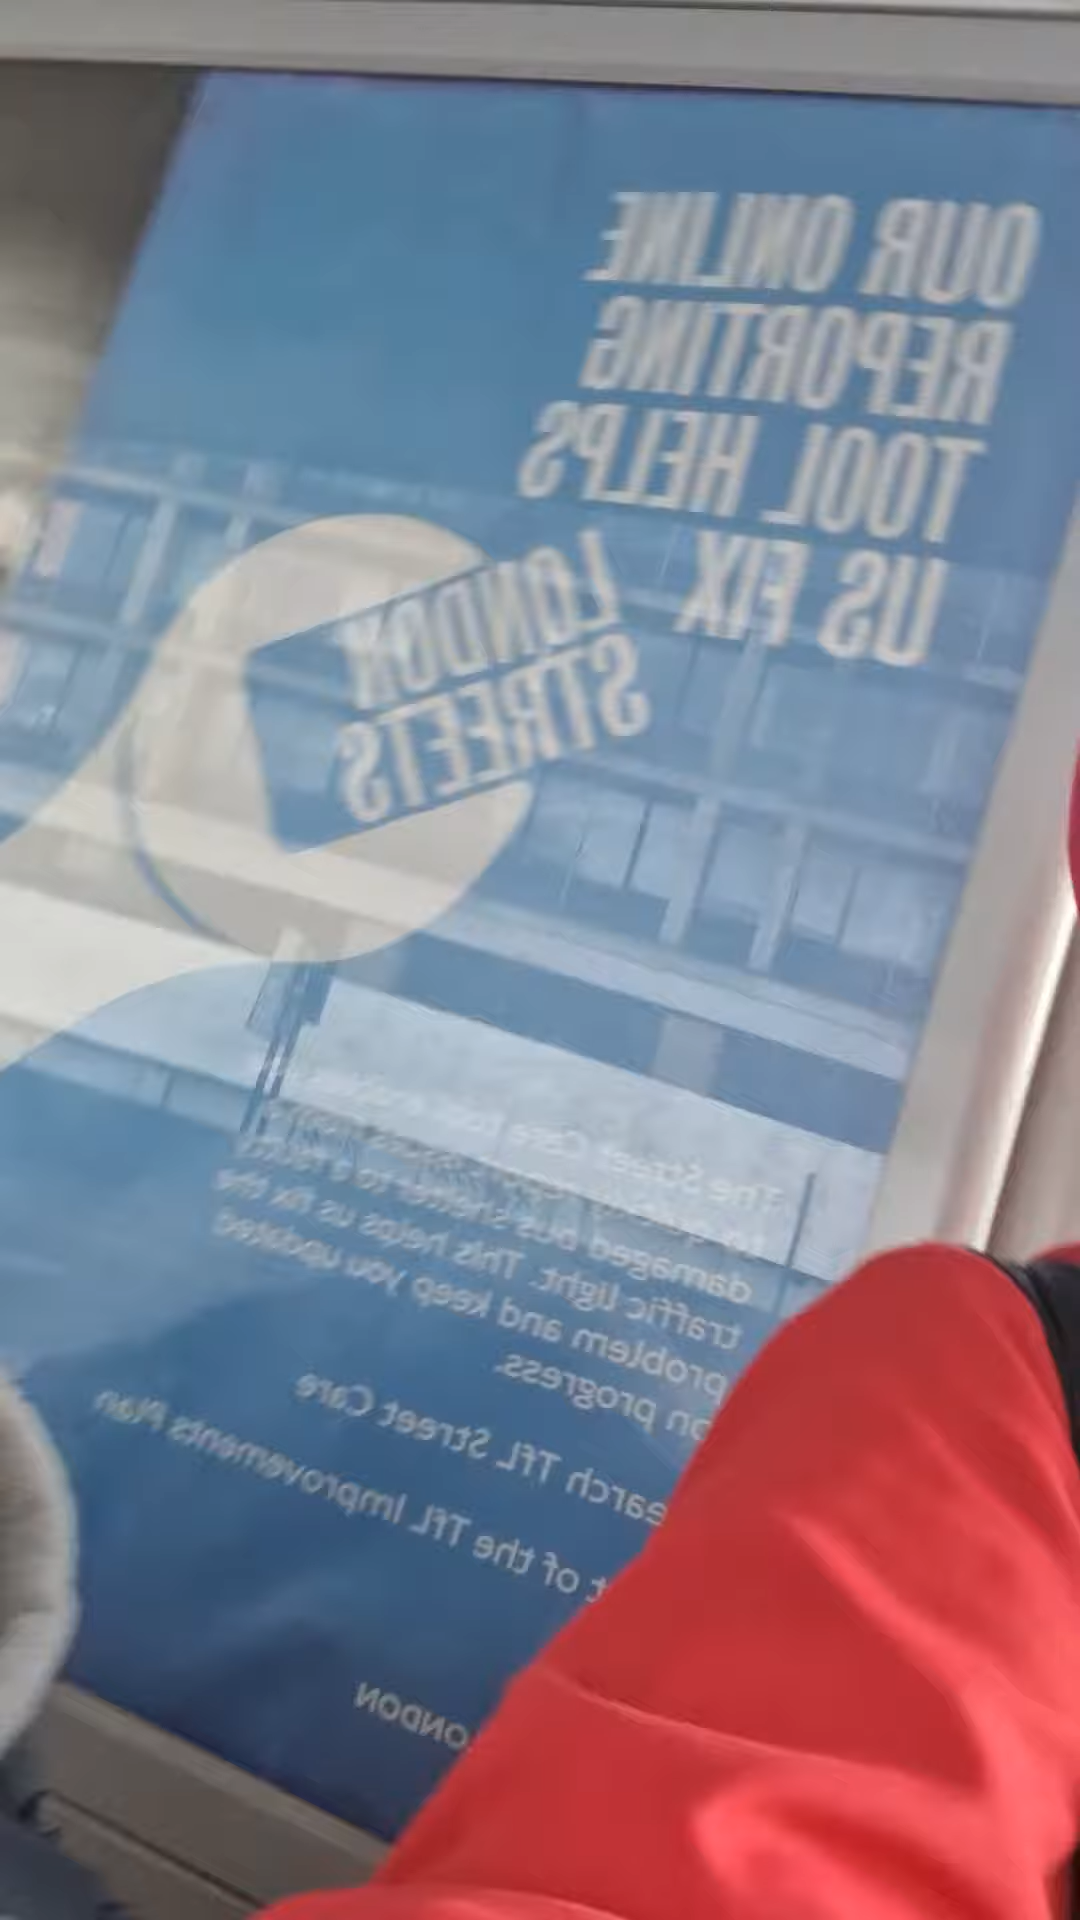 OUR ONLINE
REPORTING
TOOL HELPS
US FIX
LONDON
STREETS
The Street Care
damaged bus shelter to a
traffic light. This helps us fix the
problem and keep you updated
on progress.
earch TfL Street Care
t of the TfL Improvements Plan
LONDON